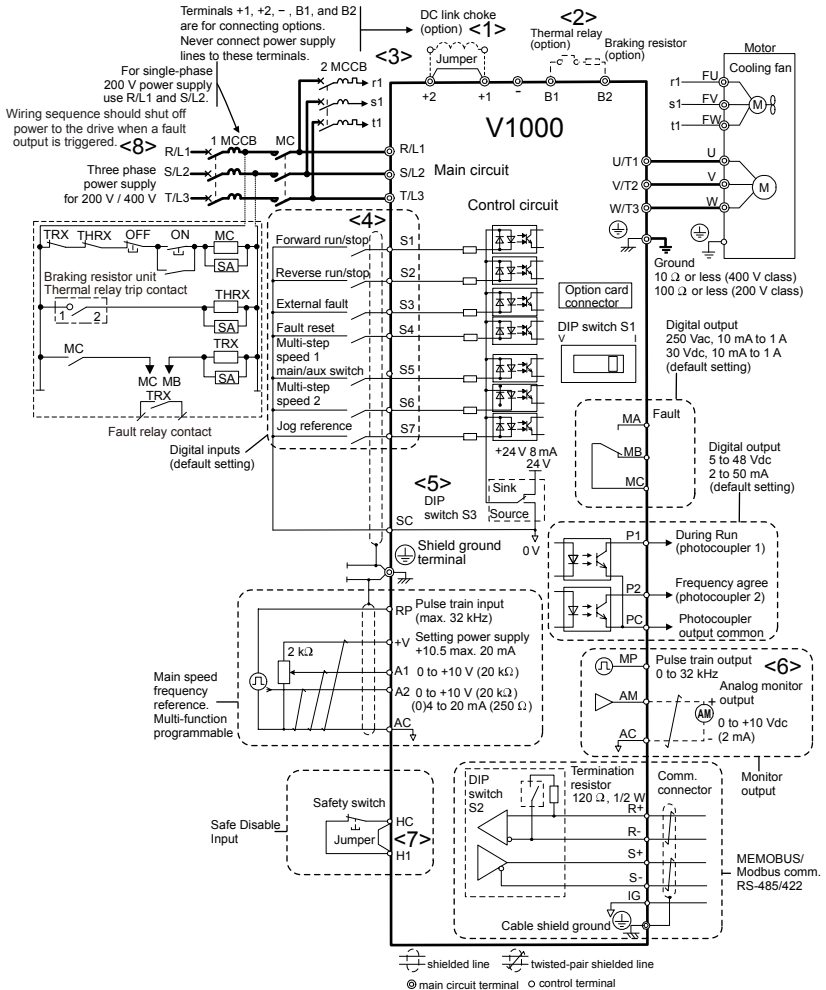 Terminals +1, +2, −, B1, and B2
are for connecting options.
Never connect power supply
lines to these terminals.
DC link choke
(option) <1>
Jumper
+2
+1
−
<2>
Thermal relay
(option)
Braking resistor
(option)
B1
B2
Motor
Cooling fan
r1
FU
s1
FV
t1
FW
M
U
V
W
M
<3>
2 MCCB
r1
s1
t1
For single-phase
200 V power supply
use R/L1 and S/L2.
Wiring sequence should shut off
power to the drive when a fault
output is triggered. <8>
1 MCCB
MC
R/L1
S/L2
T/L3
Three phase
power supply
for 200 V / 400 V
R/L1
S/L2
T/L3
V1000
Main circuit
Control circuit
U/T1
V/T2
W/T3
Ground
10 Ω or less (400 V class)
100 Ω or less (200 V class)
TRX
THRX
OFF
ON
MC
SA
Braking resistor unit
Thermal relay trip contact
1
2
THRX
SA
MC
TRX
SA
MC
MB
TRX
Fault relay contact
<4>
Forward run/stop
S1
Reverse run/stop
S2
External fault
S3
Fault reset
S4
Multi-step
speed 1
main/aux switch
S5
Multi-step
speed 2
S6
Jog reference
S7
Digital inputs
(default setting)
Option card
connector
DIP switch S1
V
I
+24 V 8 mA
24 V
Sink
Source
0 V
<5>
DIP
switch S3
SC
Shield ground
terminal
Digital output
250 Vac, 10 mA to 1 A
30 Vdc, 10 mA to 1 A
(default setting)
Fault
MA
MB
MC
Digital output
5 to 48 Vdc
2 to 50 mA
(default setting)
P1
During Run
(photocoupler 1)
P2
Frequency agree
(photocoupler 2)
PC
Photocoupler
output common
RP
Pulse train input
(max. 32 kHz)
+V
Setting power supply
+10.5 max. 20 mA
2 kΩ
A1
0 to +10 V (20 kΩ)
A2
0 to +10 V (20 kΩ)
(0)4 to 20 mA (250 Ω)
AC
Main speed
frequency
reference.
Multi-function
programmable
MP
Pulse train output
0 to 32 kHz
<6>
AM
Analog monitor
output
+
AM
−
0 to +10 Vdc
(2 mA)
AC
Monitor
output
Safe Disable
Input
Safety switch
Jumper
HC
<7>
H1
DIP
switch
S2
Termination
resistor
120 Ω, 1/2 W
Comm.
connector
R+
R-
S+
S-
IG
Cable shield ground
MEMOBUS/
Modbus comm.
RS-485/422
shielded line
twisted-pair shielded line
main circuit terminal
control terminal